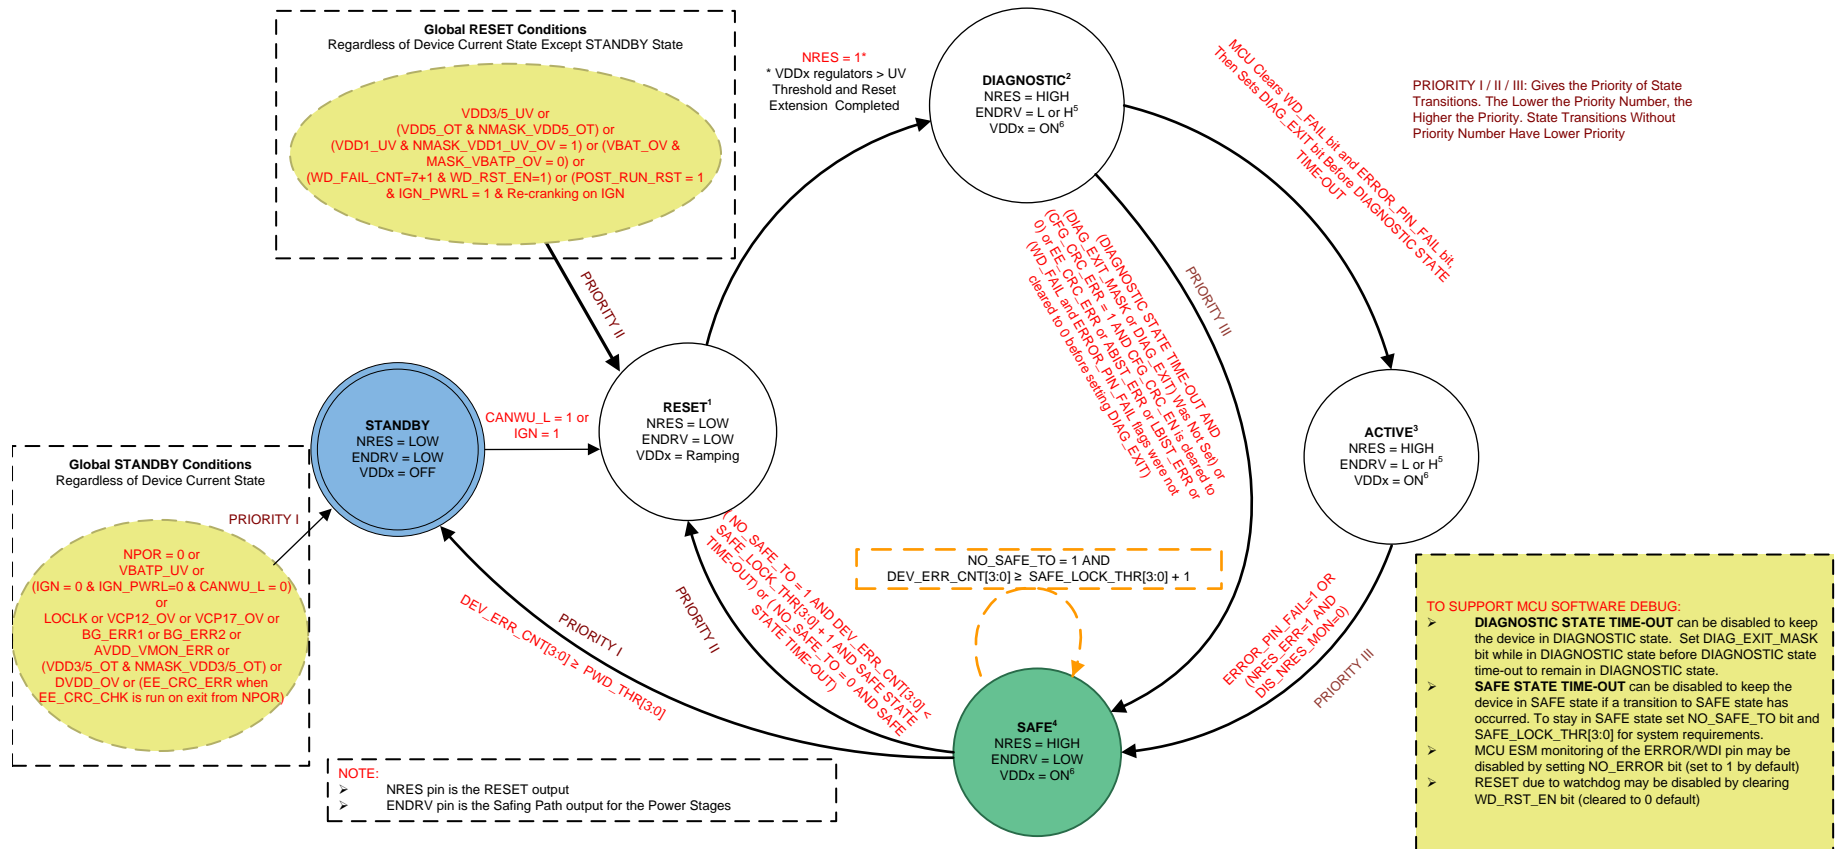 Global RESET Conditions
Regardless of Device Current State Except STANDBY State
VDD3/5_UV or
(VDD5_OT & NMASK_VDD5_OT) or
(VDD1_UV & NMASK_VDD1_UV_OV = 1) or (VBAT_OV &
MASK_VBATP_OV = 0) or
(WD_FAIL_CNT=7+1 & WD_RST_EN=1) or (POST_RUN_RST = 1
& IGN_PWRL = 1 & Re-cranking on IGN
PRIORITY II
NRES = 1*
* VDDx regulators > UV
Threshold and Reset
Extension Completed
DIAGNOSTIC2
NRES = HIGH
ENDRV = L or H5
VDDx = ON6
MCU Clears WD_FAIL bit and ERROR_PIN_FAIL bit,
Then Sets DIAG_EXIT bit Before DIAGNOSTIC STATE
TIME-OUT
PRIORITY I / II / III: Gives the Priority of State
Transitions. The Lower the Priority Number, the
Higher the Priority. State Transitions Without
Priority Number Have Lower Priority
(DIAGNOSTIC STATE TIME-OUT AND
(DIAG_EXIT_MASK or DIAG_EXIT) Was Not Set) or
(CFG_CRC_ERR = 1 AND CFG_CRC_EN is cleared to
0) or EE_CRC_ERR or ABIST_ERR or LBIST_ERR or
(WD_FAIL and ERROR_PIN_FAIL flags were not
cleared to 0 before setting DIAG_EXIT)
PRIORITY III
STANDBY
NRES = LOW
ENDRV = LOW
VDDx = OFF
CANWU_L = 1 or
IGN = 1
RESET1
NRES = LOW
ENDRV = LOW
VDDx = Ramping
ACTIVE3
NRES = HIGH
ENDRV = L or H5
VDDx = ON6
Global STANDBY Conditions
Regardless of Device Current State
PRIORITY I
NPOR = 0 or
VBATP_UV or
(IGN = 0 & IGN_PWRL=0 & CANWU_L = 0)
or
LOCLK or VCP12_OV or VCP17_OV or
BG_ERR1 or BG_ERR2 or
AVDD_VMON_ERR or
(VDD3/5_OT & NMASK_VDD3/5_OT) or
DVDD_OV or (EE_CRC_ERR when
EE_CRC_CHK is run on exit from NPOR)
PRIORITY I
DEV_ERR_CNT[3:0] ≥ PWD_THR[3:0]
PRIORITY II
( NO_SAFE_TO = 1 AND DEV_ERR_CNT[3:0] <
SAFE_LOCK_THR[3:0] + 1 AND SAFE STATE
TIME-OUT) or ( NO_SAFE_TO = 0 AND SAFE
STATE TIME-OUT)
NO_SAFE_TO = 1 AND
DEV_ERR_CNT[3:0] ≥ SAFE_LOCK_THR[3:0] + 1
ERROR_PIN_FAIL=1 OR
(NRES_ERR=1 AND
DIS_NRES_MON=0)
PRIORITY III
SAFE4
NRES = HIGH
ENDRV = LOW
VDDx = ON6
NOTE:
➢ NRES pin is the RESET output
➢ ENDRV pin is the Safing Path output for the Power Stages
TO SUPPORT MCU SOFTWARE DEBUG:
➢ DIAGNOSTIC STATE TIME-OUT can be disabled to keep
the device in DIAGNOSTIC state. Set DIAG_EXIT_MASK
bit while in DIAGNOSTIC state before DIAGNOSTIC state
time-out to remain in DIAGNOSTIC state.
➢ SAFE STATE TIME-OUT can be disabled to keep the
device in SAFE state if a transition to SAFE state has
occurred. To stay in SAFE state set NO_SAFE_TO bit and
SAFE_LOCK_THR[3:0] for system requirements.
➢ MCU ESM monitoring of the ERROR/WDI pin may be
disabled by setting NO_ERROR bit (set to 1 by default)
➢ RESET due to watchdog may be disabled by clearing
WD_RST_EN bit (cleared to 0 default)